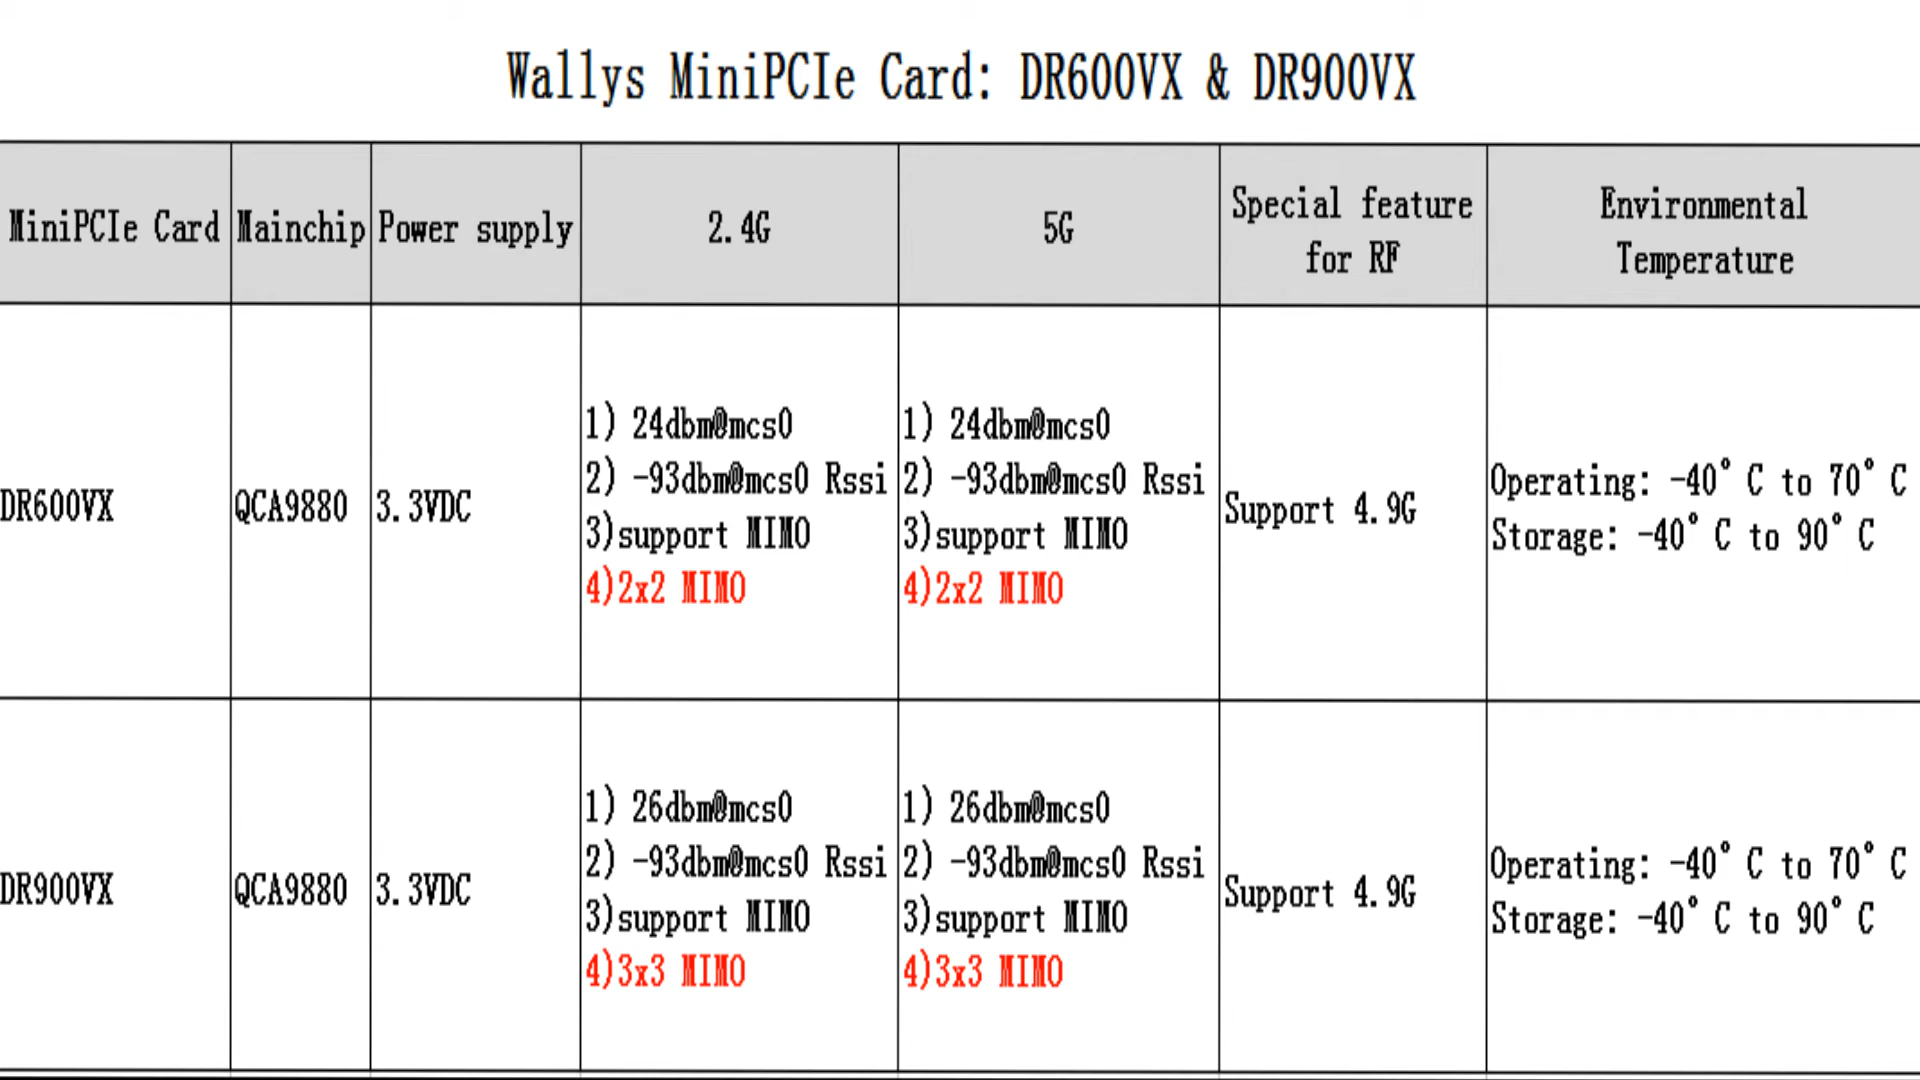 Wallys MiniPCIe Card: DR600VX & DR900VX
MiniPCIe Card
Mainchip
Power supply
2.4G
5G
Special feature
for RF
Environmental
Temperature
DR600VX
QCA9880
3.3VDC
1) 24dbm@mcs0
2) -93dbm@mcs0 Rssi
3)support MIMO
4)2x2 MIMO
1) 24dbm@mcs0
2) -93dbm@mcs0 Rssi
3)support MIMO
4)2x2 MIMO
Support 4.9G
Operating: -40° C to 70° C
Storage: -40° C to 90° C
DR900VX
QCA9880
3.3VDC
1) 26dbm@mcs0
2) -93dbm@mcs0 Rssi
3)support MIMO
4)3x3 MIMO
1) 26dbm@mcs0
2) -93dbm@mcs0 Rssi
3)support MIMO
4)3x3 MIMO
Support 4.9G
Operating: -40° C to 70° C
Storage: -40° C to 90° C